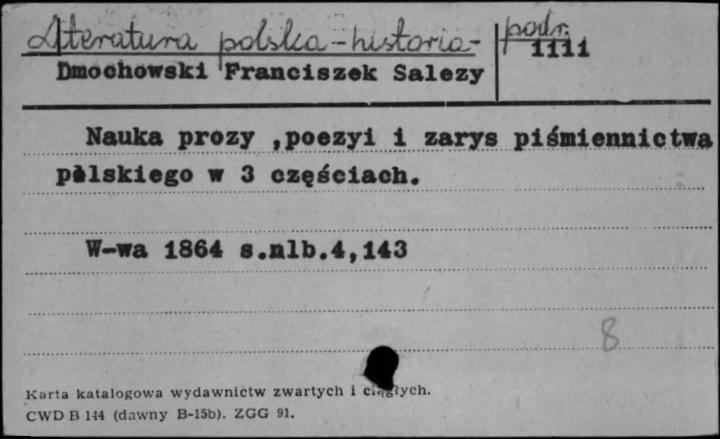 Literatura polska - historia - podr.
1111
Dmochowski Franciszek Salezy
Nauka prozy ,poezyi i zarys piśmiennictwa
polskiego w 3 częściach.
W-wa 1864 s.nlb.4,143
8
Karta katalogowa wydawnictw zwartych i ciągłych.
CWD B 144 (dawny B-15b). ZGG 91.